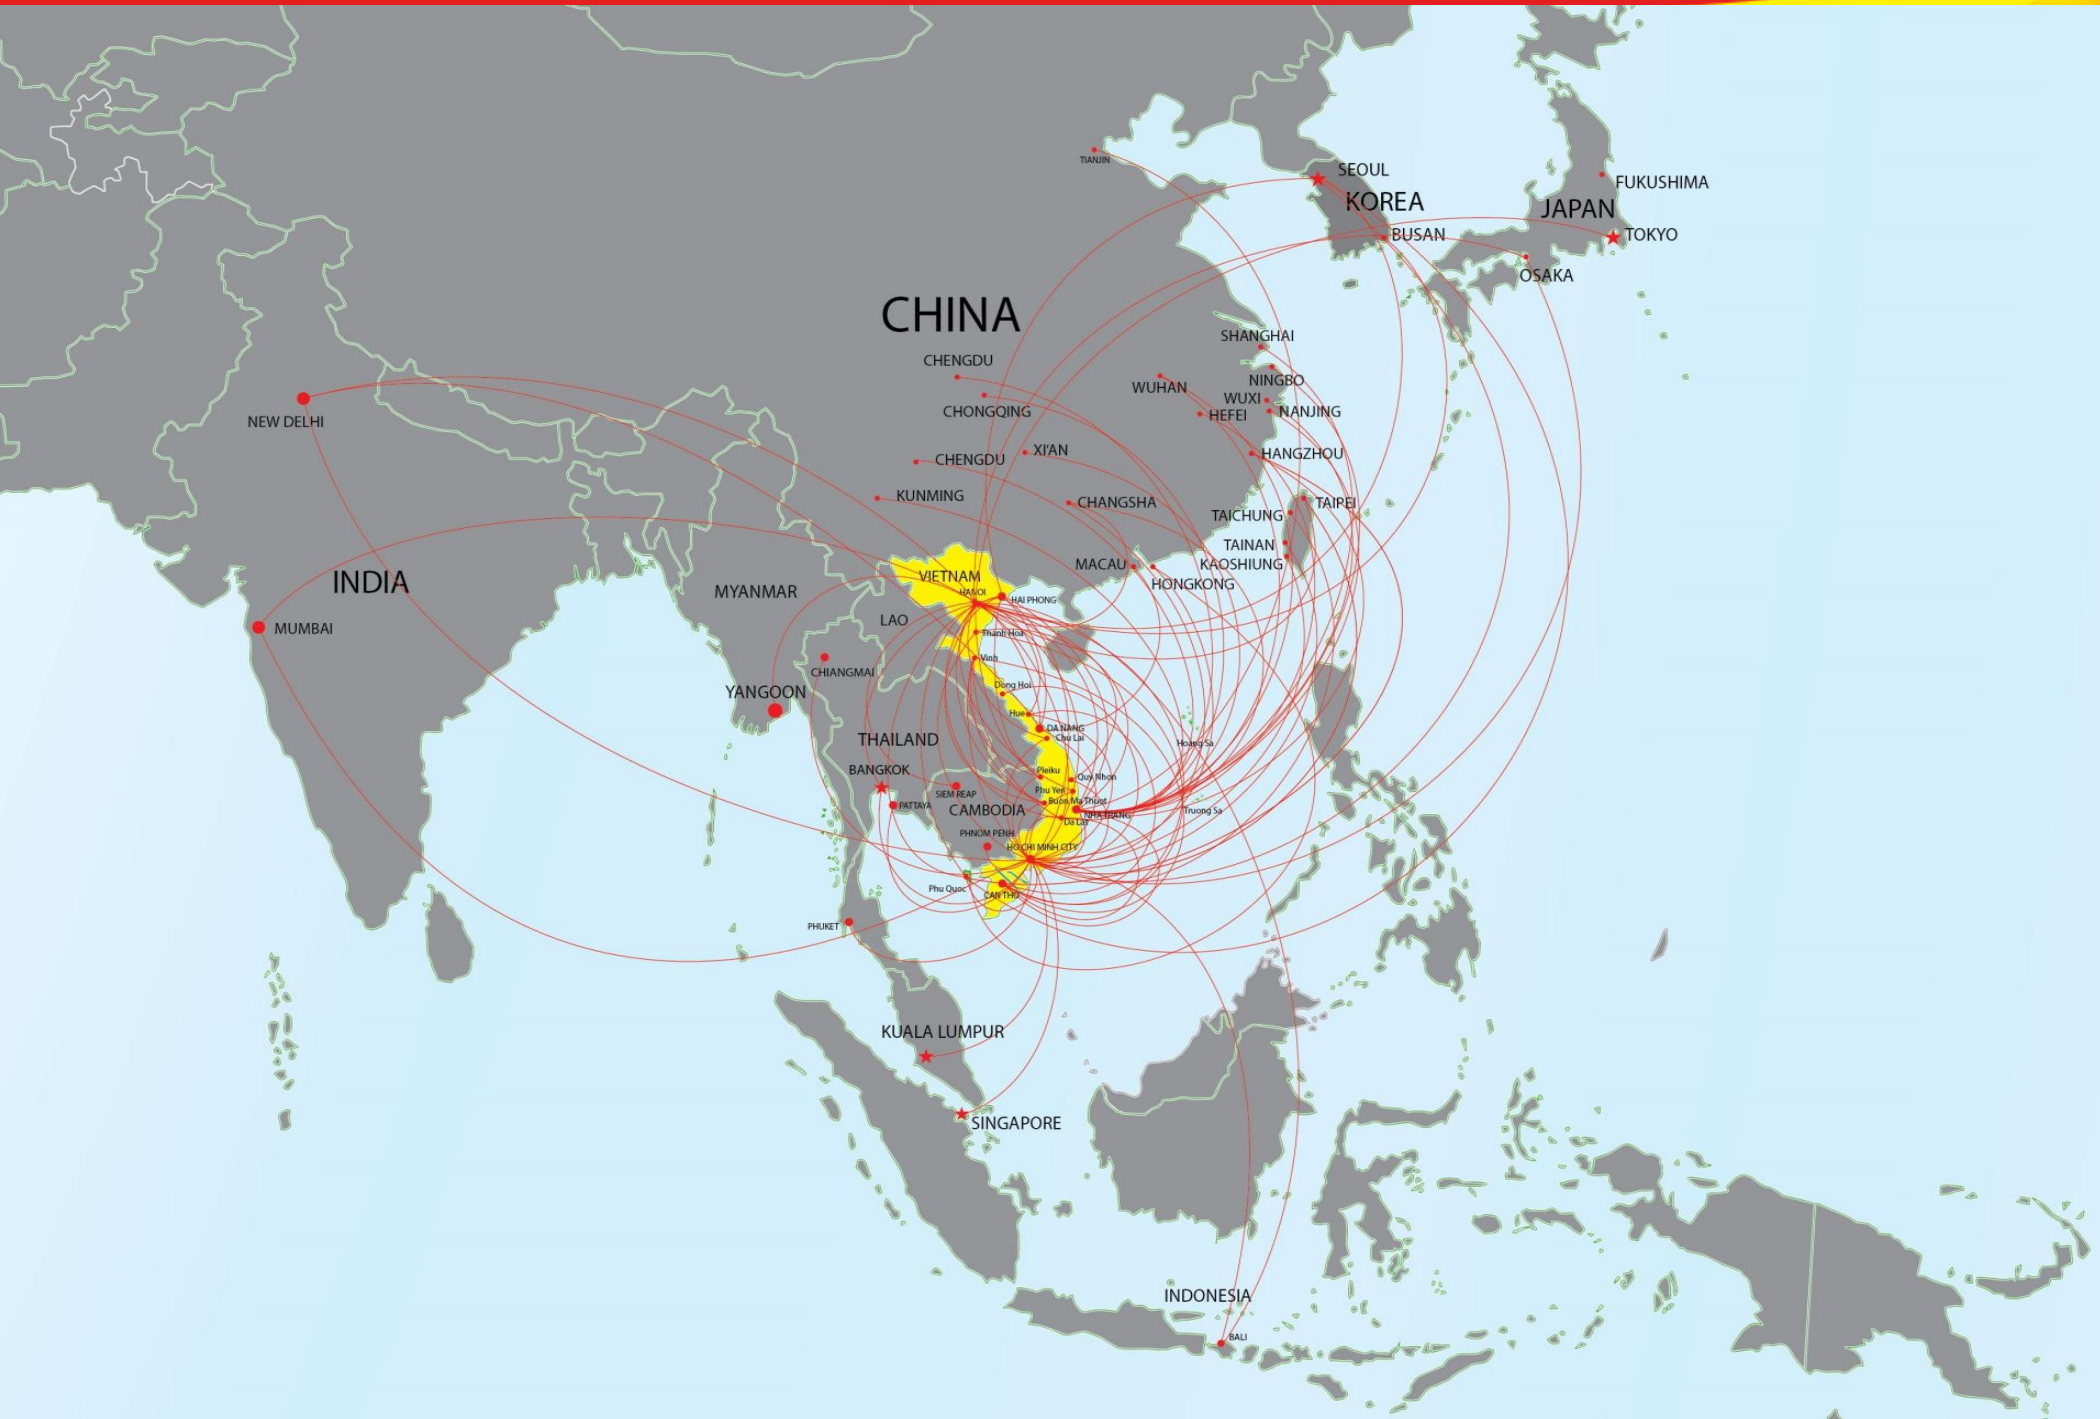 TIANJIN
SEOUL
KOREA
FUKUSHIMA
JAPAN
BUSAN
TOKYO
OSAKA
CHINA
SHANGHAI
CHENGDU
WUHAN
NINGBO
WUXI
NANJING
CHONGQING
HEFEI
NEW DELHI
XI'AN
HANGZHOU
CHENGDU
KUNMING
CHANGSHA
TAIPEI
TAICHUNG
TAINAN
MACAU
KAOSHIUNG
HONGKONG
INDIA
VIETNAM
MYANMAR
HANOI
HAI PHONG
LAO
MUMBAI
Thanh Hoa
Vinh
CHIANGMAI
YANGOON
Dong Hoi
Hue
DA NANG
Chu Lai
THAILAND
Hoang Sa
BANGKOK
Pleiku
Quy Nhon
SIEM REAP
Phu Yen
PATTAYA
Buon Ma Thuot
CAMBODIA
NHA TRANG
Truong Sa
Da Lat
PHNOM PENH
HO CHI MINH CITY
Phu Quoc
CAN THO
PHUKET
KUALA LUMPUR
SINGAPORE
INDONESIA
BALI